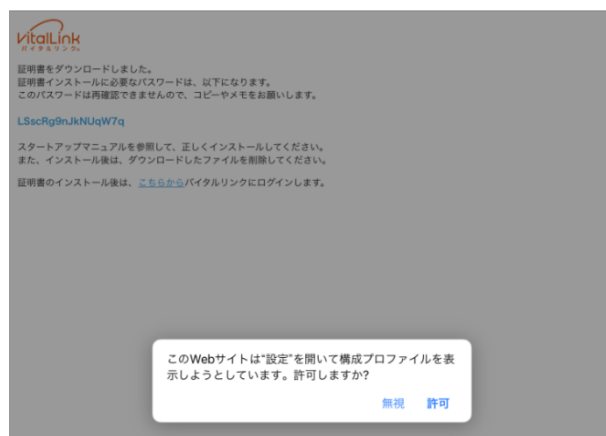 VitalLink
バイタルリンク®
証明書をダウンロードしました。
証明書インストールに必要なパスワードは、以下になります。
このパスワードは再確認できませんので、コピーやメモをお願いします。
LSscRg9nJkNUqW7q
スタートアップマニュアルを参照して、正しくインストールしてください。
また、インストール後は、ダウンロードしたファイルを削除してください。
証明書のインストール後は、こちらからバイタルリンクにログインします。
このWebサイトは“設定”を開いて構成プロファイルを表
示しようとしています。許可しますか?
無視 許可